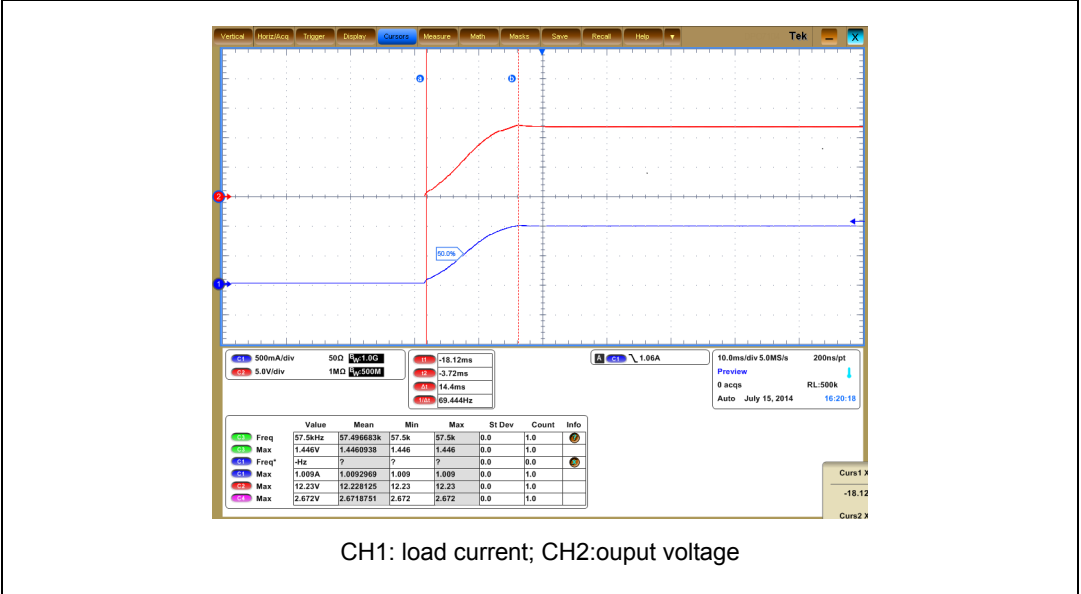 Vertical Horiz/Acq Trigger Display Cursors Measure Math Masks Save Recall Help Tek X
a b
2
50.0%
1
C1 500mA/div 50Ω BW:1.0G
C2 5.0V/div 1MΩ BW:500M
t1 -18.12ms
t2 -3.72ms
Δt 14.4ms
1/Δt 69.444Hz
A C1 1.06A
10.0ms/div 5.0MS/s 200ns/pt
Preview
0 acqs RL:500k
Auto July 15, 2014 16:20:18
Value Mean Min Max St Dev Count Info
C3 Freq 57.5kHz 57.496683k 57.5k 57.5k 0.0 1.0
C3 Max 1.446V 1.4460938 1.446 1.446 0.0 1.0
C1 Freq* -Hz ? ? ? 0.0 0.0
C1 Max 1.009A 1.0092969 1.009 1.009 0.0 1.0
C2 Max 12.23V 12.228125 12.23 12.23 0.0 1.0
C4 Max 2.672V 2.6718751 2.672 2.672 0.0 1.0
Curs1 X
-18.12
Curs2 X
CH1: load current; CH2:ouput voltage